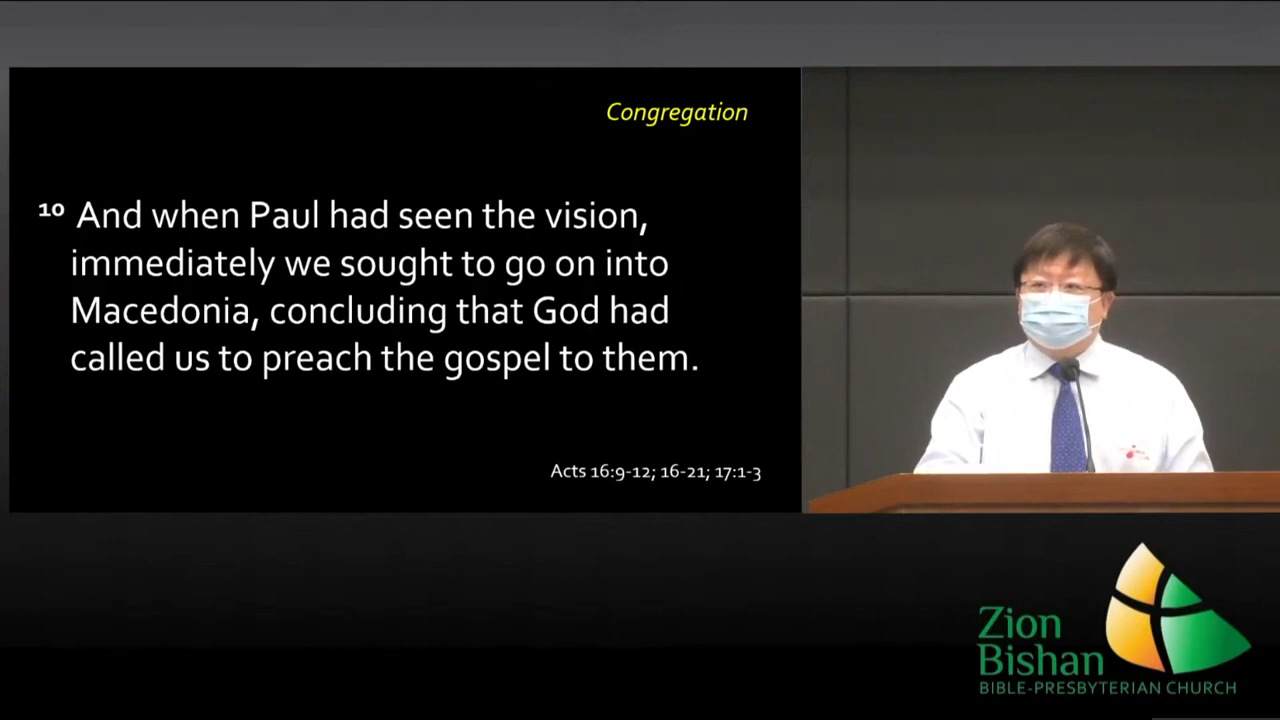 Congregation
10 And when Paul had seen the vision,
immediately we sought to go on into
Macedonia, concluding that God had
called us to preach the gospel to them.
Acts 16:9-12; 16-21; 17:1-3
Zion
Bishan
BIBLE-PRESBYTERIAN CHURCH